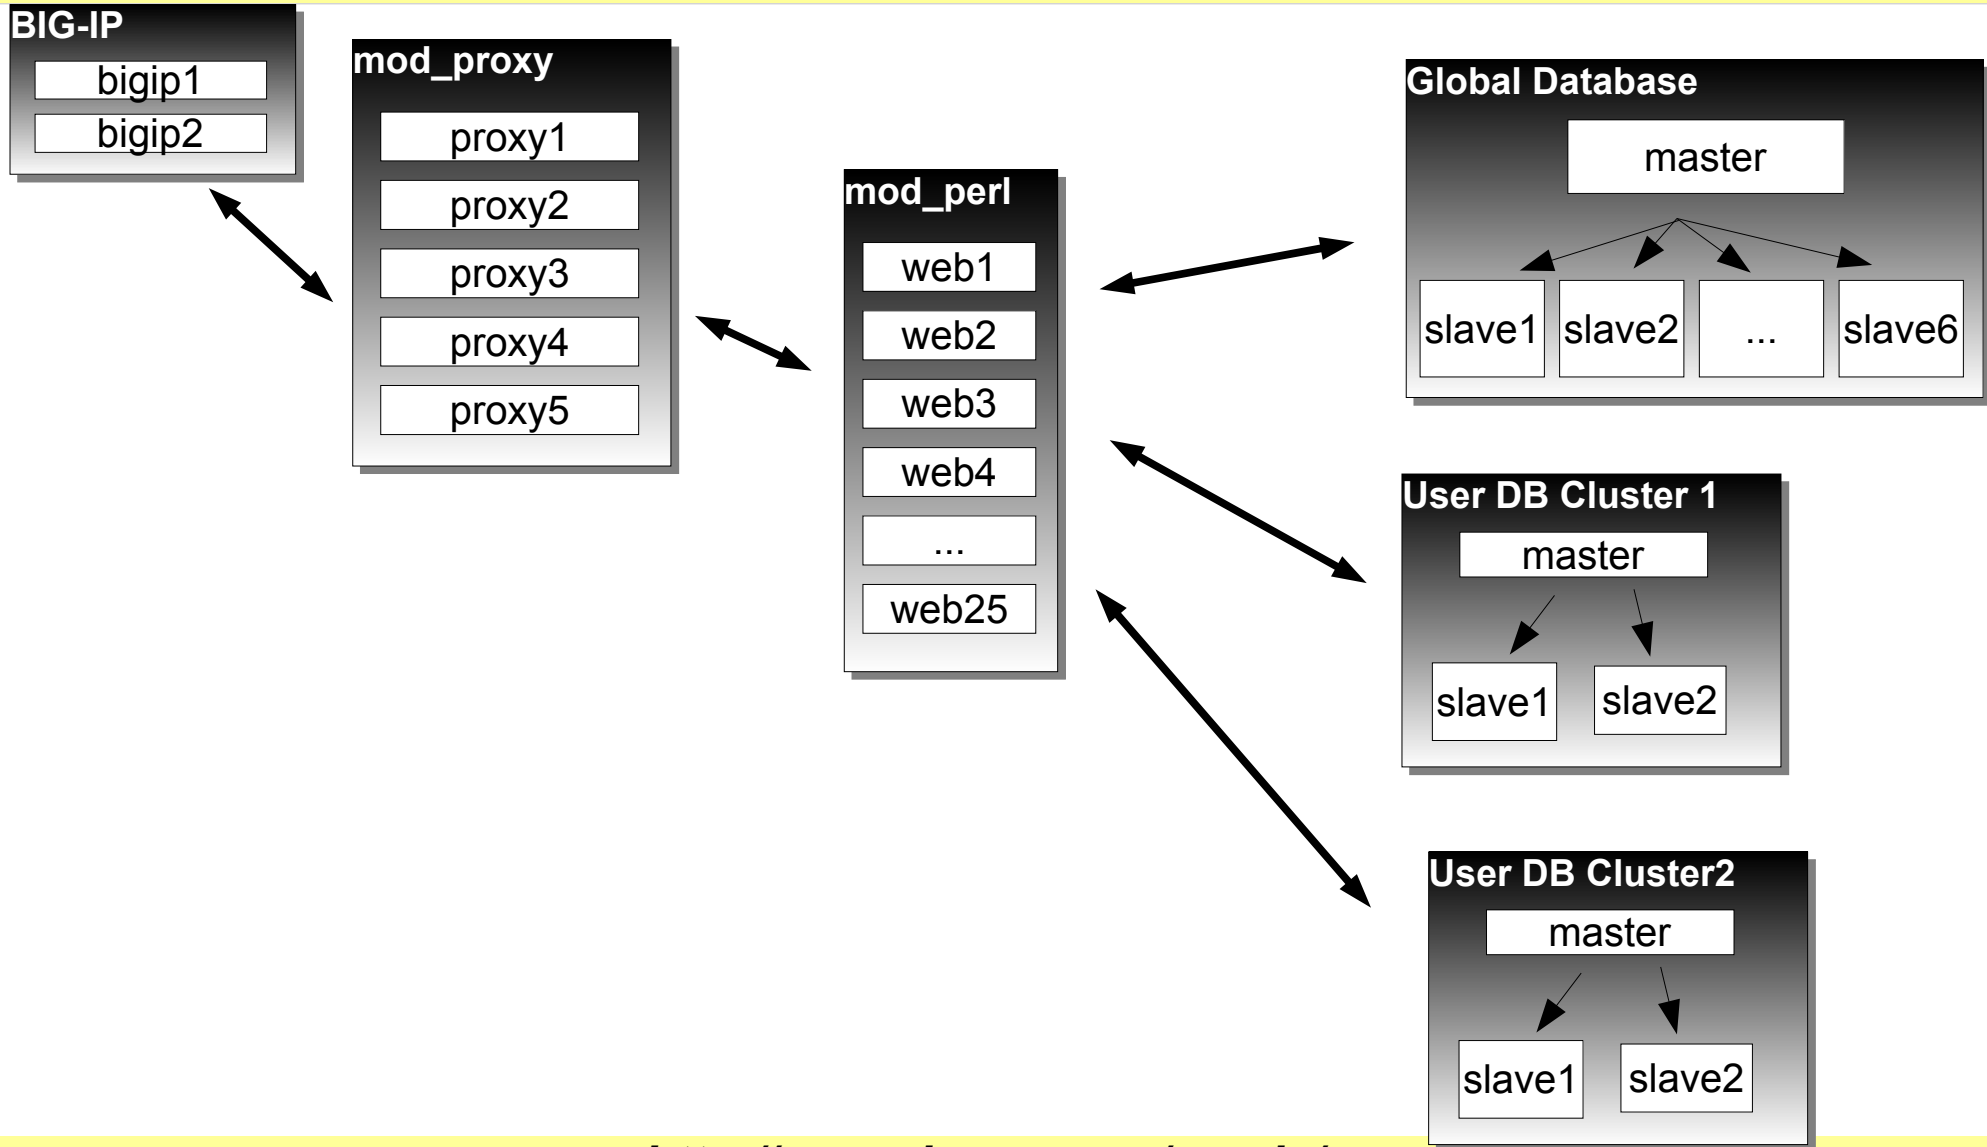 BIG-IP
bigip1
bigip2
mod_proxy
proxy1
proxy2
proxy3
proxy4
proxy5
mod_perl
web1
web2
web3
web4
...
web25
Global Database
master
slave1 slave2 ... slave6
User DB Cluster 1
master
slave1 slave2
User DB Cluster2
master
slave1 slave2